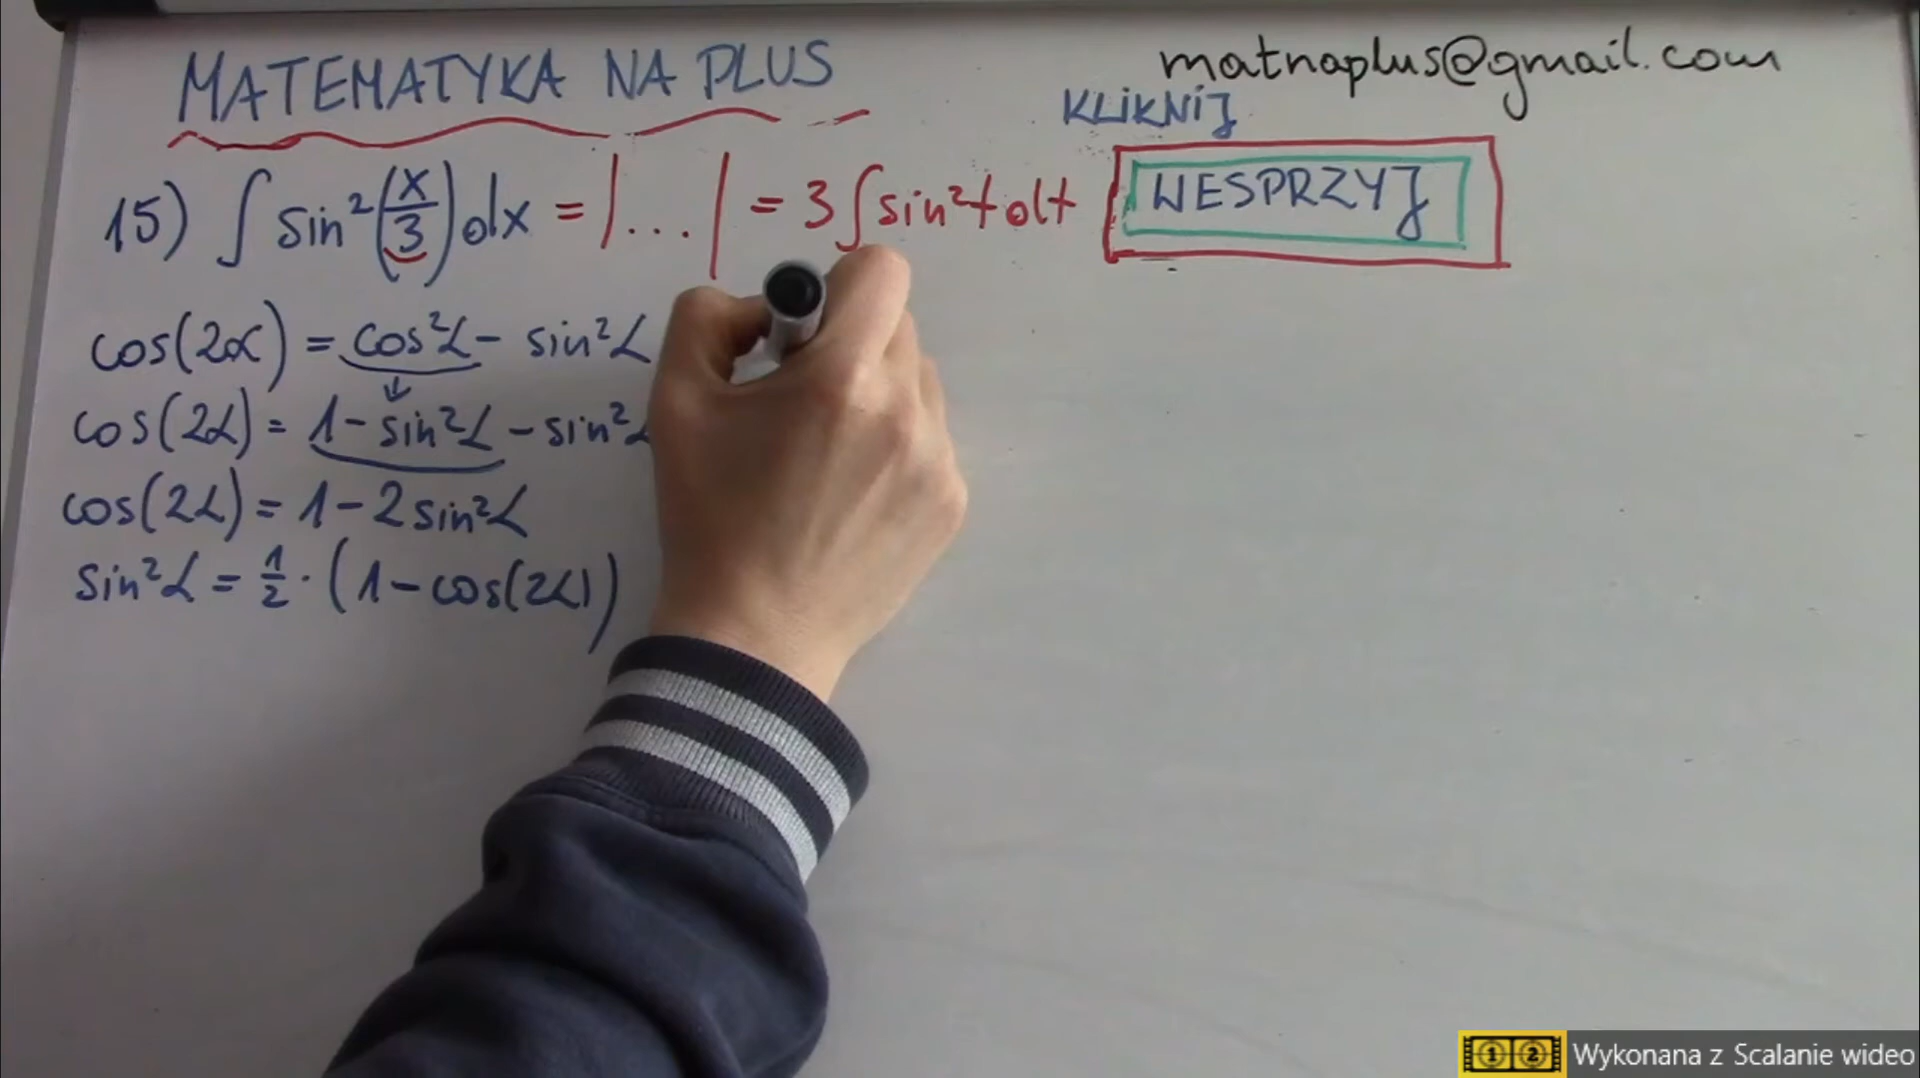 MATEMATYKA NA PLUS
matnaplus@gmail.com
KLIKNIJ
WESPRZYJ
15) ∫ sin²(x/3) dx = |...| = 3∫sin²t dt
cos(2α) = cos²α - sin²α
cos(2α) = 1 - sin²α - sin²α
cos(2α) = 1 - 2sin²α
sin²α = 1/2 · (1 - cos(2α))
Wykonana z Scalanie wideo